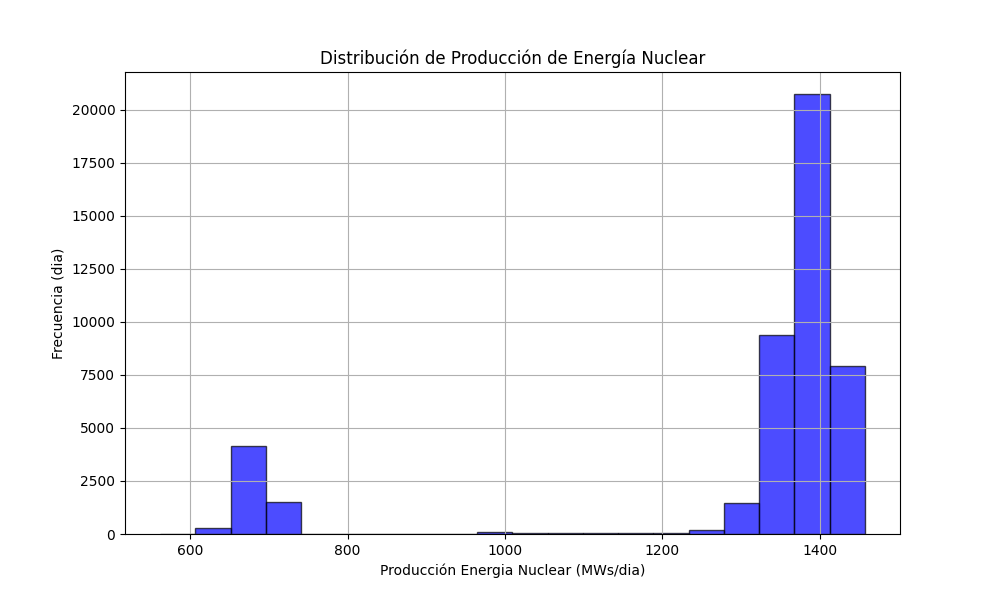 Distribución de Producción de Energía Nuclear
20000
17500
15000
12500
10000
7500
5000
2500
0
Frecuencia (dia)
600 800 1000 1200 1400
Producción Energia Nuclear (MWs/dia)